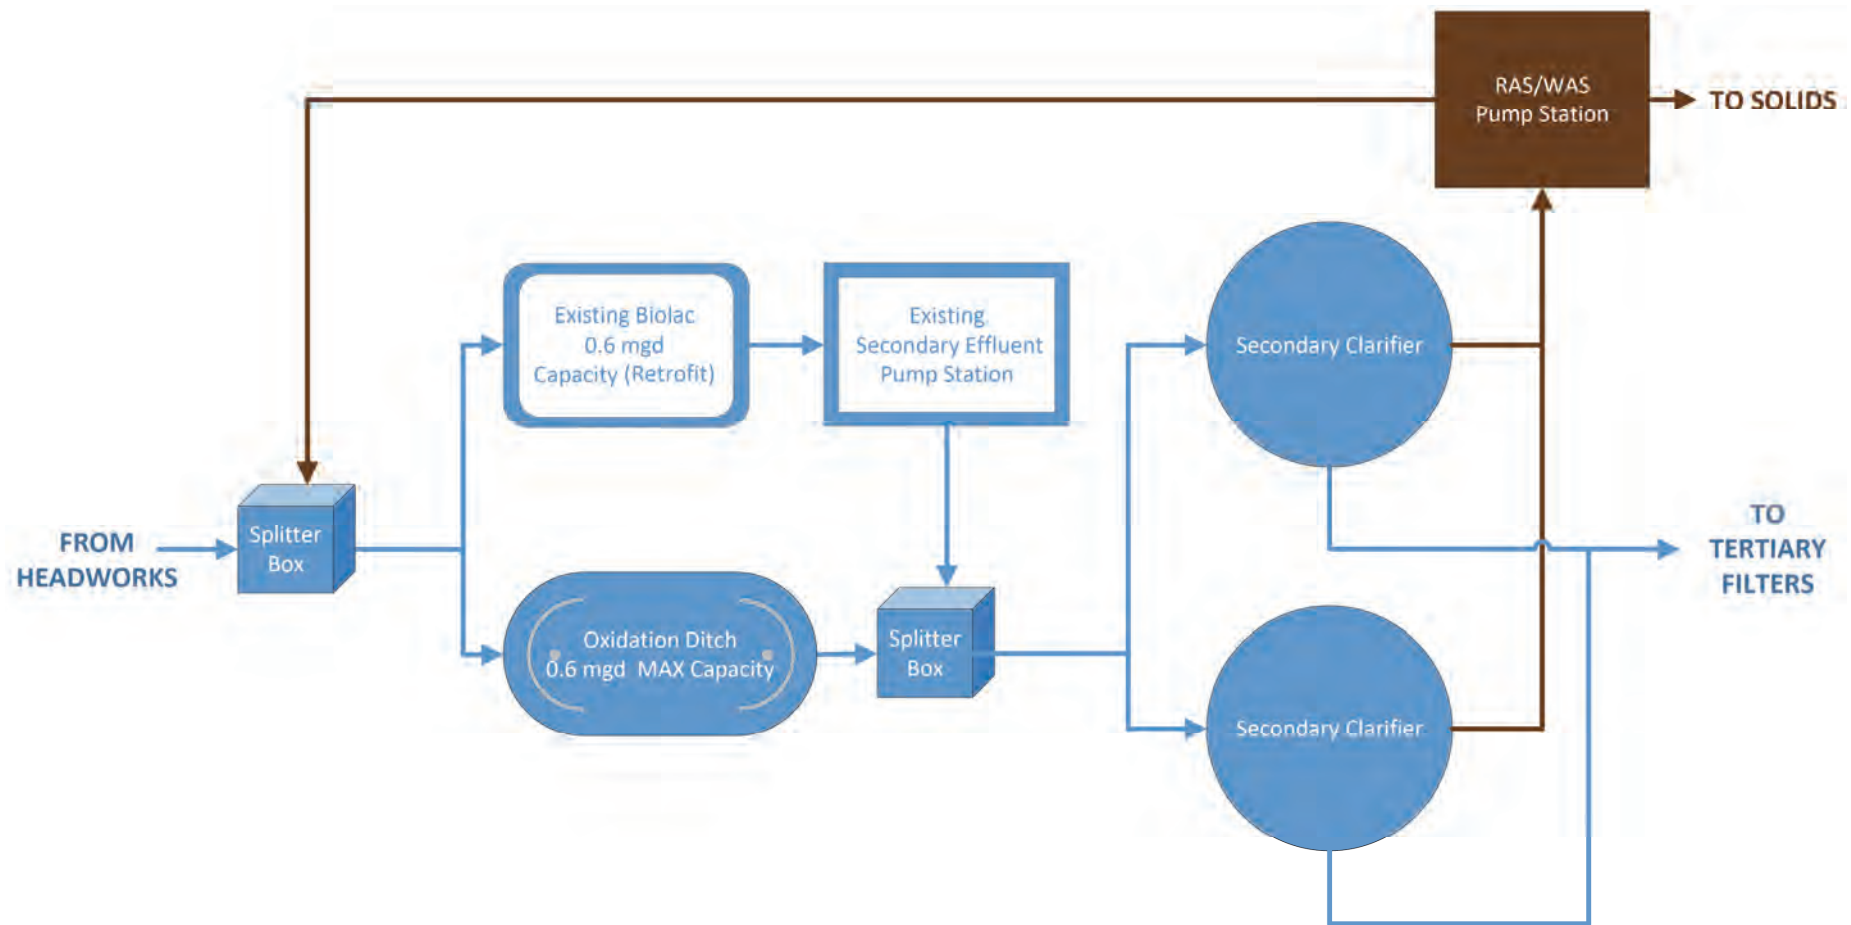 RAS/WAS
Pump Station
TO SOLIDS
Existing Biolac
0.6 mgd
Capacity (Retrofit)
Existing
Secondary Effluent
Pump Station
Secondary Clarifier
FROM
HEADWORKS
Splitter
Box
TO
TERTIARY
FILTERS
Oxidation Ditch
0.6 mgd MAX Capacity
Splitter
Box
Secondary Clarifier